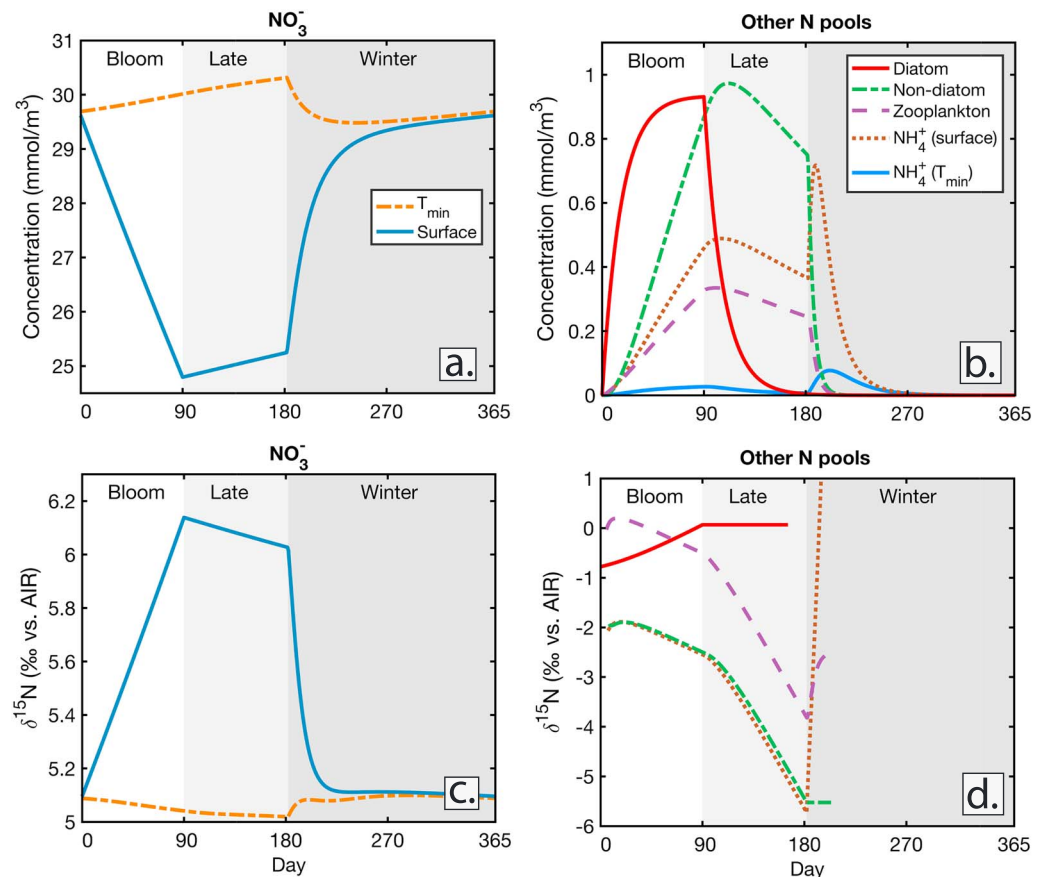 NO₃⁻
Concentration (mmol/m³)
31
30
29
28
27
26
25
Bloom Late Winter
T_min
Surface
a.
0 90 180 270 365
Other N pools
Concentration (mmol/m³)
1
0.8
0.6
0.4
0.2
0
Bloom Late
Diatom
Non-diatom
Zooplankton
NH₄⁺ (surface)
NH₄⁺ (T_min)
b.
0 90 180 270 365
NO₃⁻
δ¹⁵N (‰ vs. AIR)
6.2
6
5.8
5.6
5.4
5.2
5
Bloom Late Winter
c.
0 90 180 270 365
Day
Other N pools
δ¹⁵N (‰ vs. AIR)
1
0
-1
-2
-3
-4
-5
-6
Bloom Late Winter
d.
0 90 180 270 365
Day